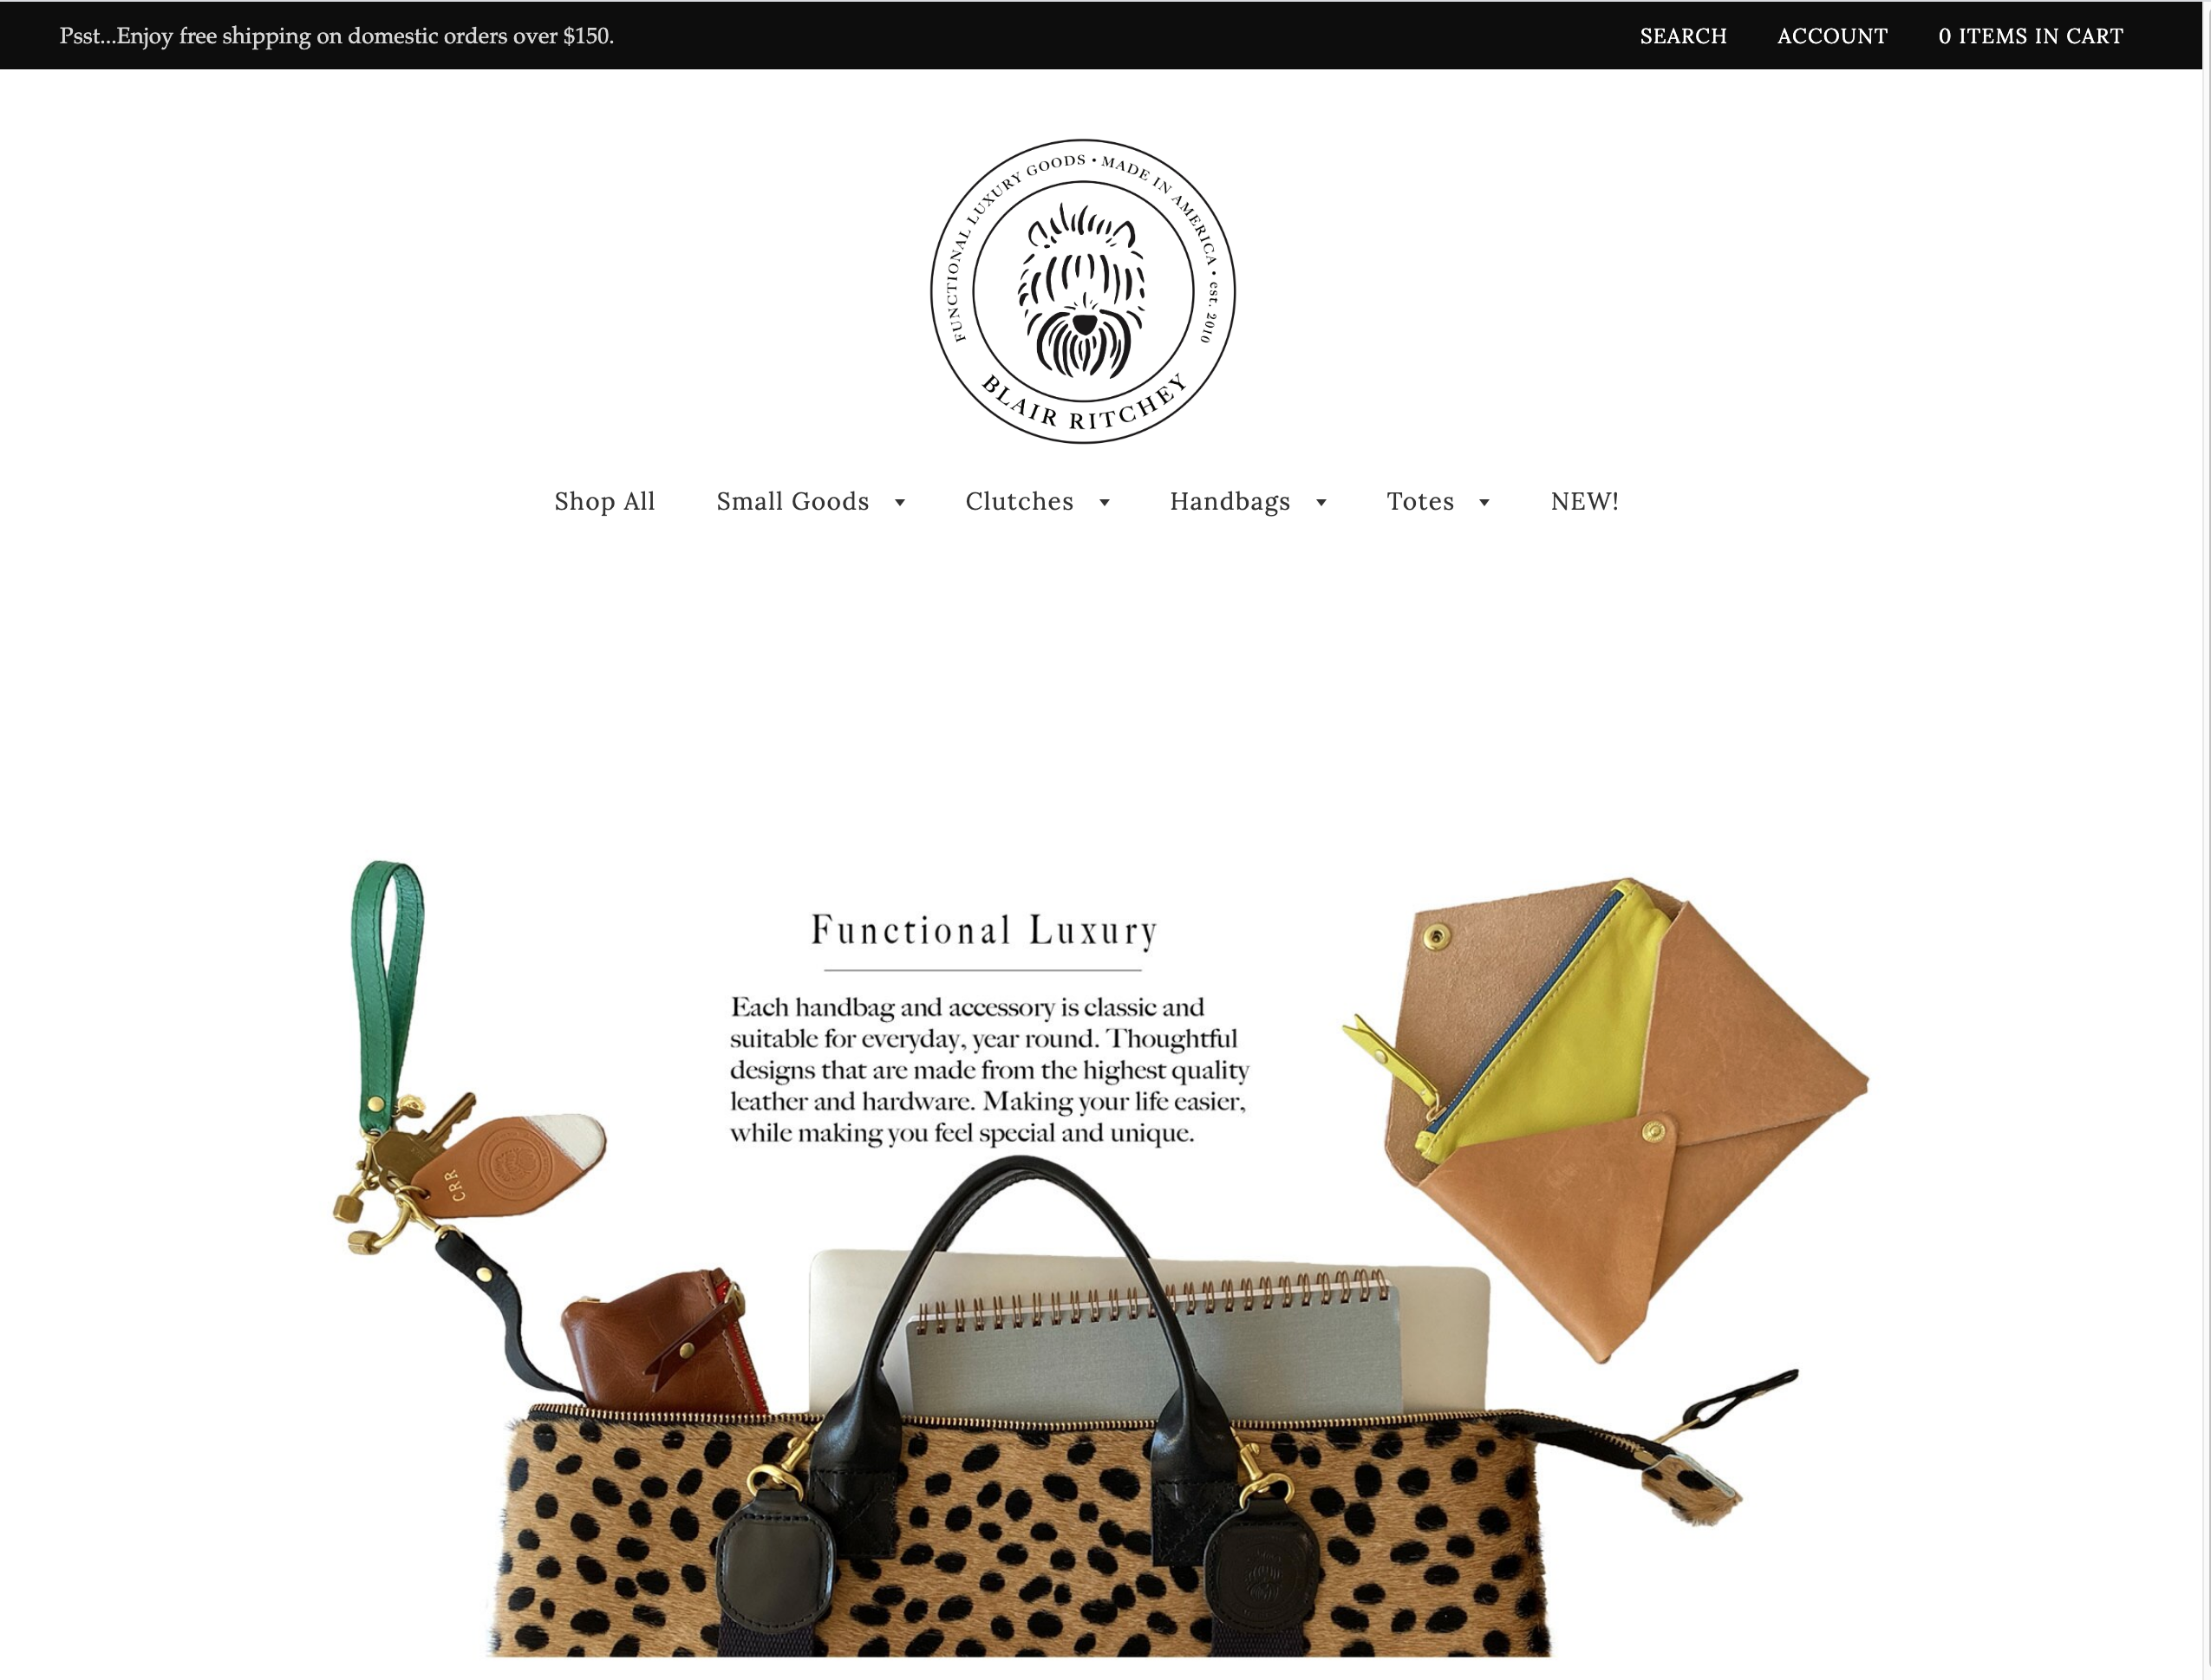 Psst...Enjoy free shipping on domestic orders over $150.
SEARCH
ACCOUNT
0 ITEMS IN CART
FUNCTIONAL LUXURY GOODS • MADE IN AMERICA • est. 2010
BLAIR RITCHEY
Shop All
Small Goods
Clutches
Handbags
Totes
NEW!
Functional Luxury
Each handbag and accessory is classic and
suitable for everyday, year round. Thoughtful
designs that are made from the highest quality
leather and hardware. Making your life easier,
while making you feel special and unique.
CRR